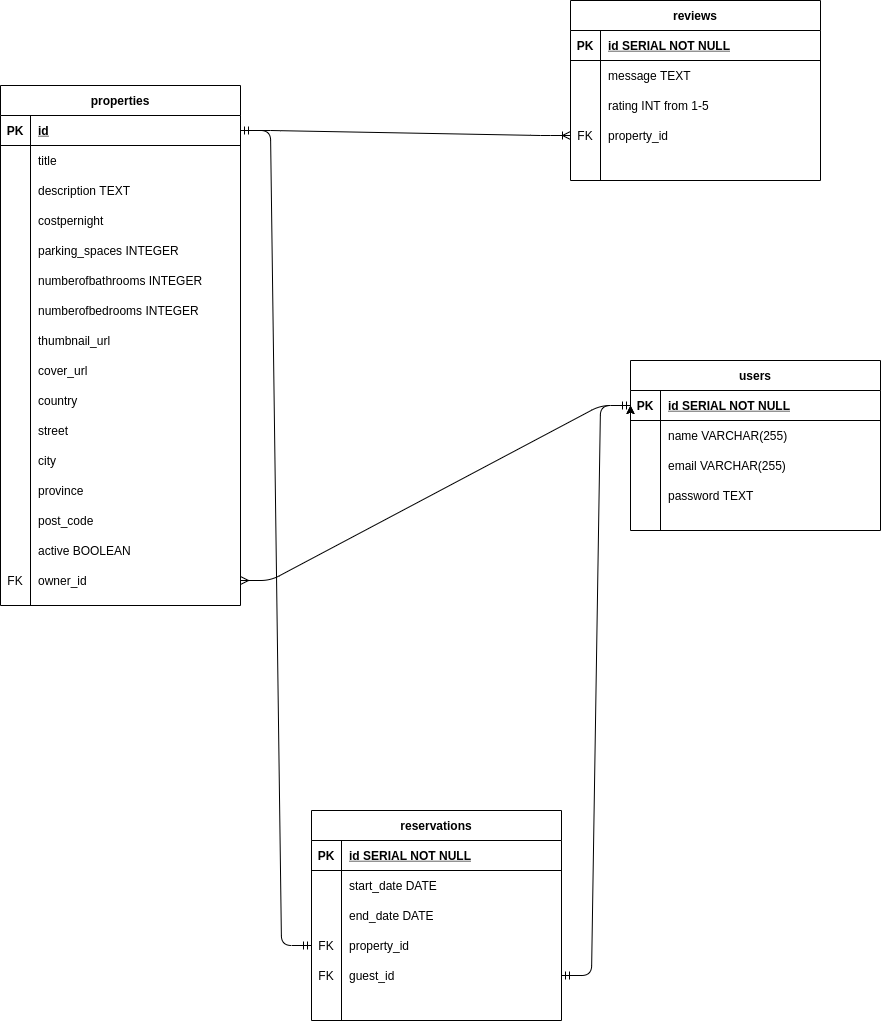 reviews
PK id SERIAL NOT NULL
message TEXT
rating INT from 1-5
FK property_id
properties
PK id
title
description TEXT
costpernight
parking_spaces INTEGER
numberofbathrooms INTEGER
numberofbedrooms INTEGER
thumbnail_url
cover_url
country
street
city
province
post_code
active BOOLEAN
FK owner_id
users
PK id SERIAL NOT NULL
name VARCHAR(255)
email VARCHAR(255)
password TEXT
reservations
PK id SERIAL NOT NULL
start_date DATE
end_date DATE
FK property_id
FK guest_id